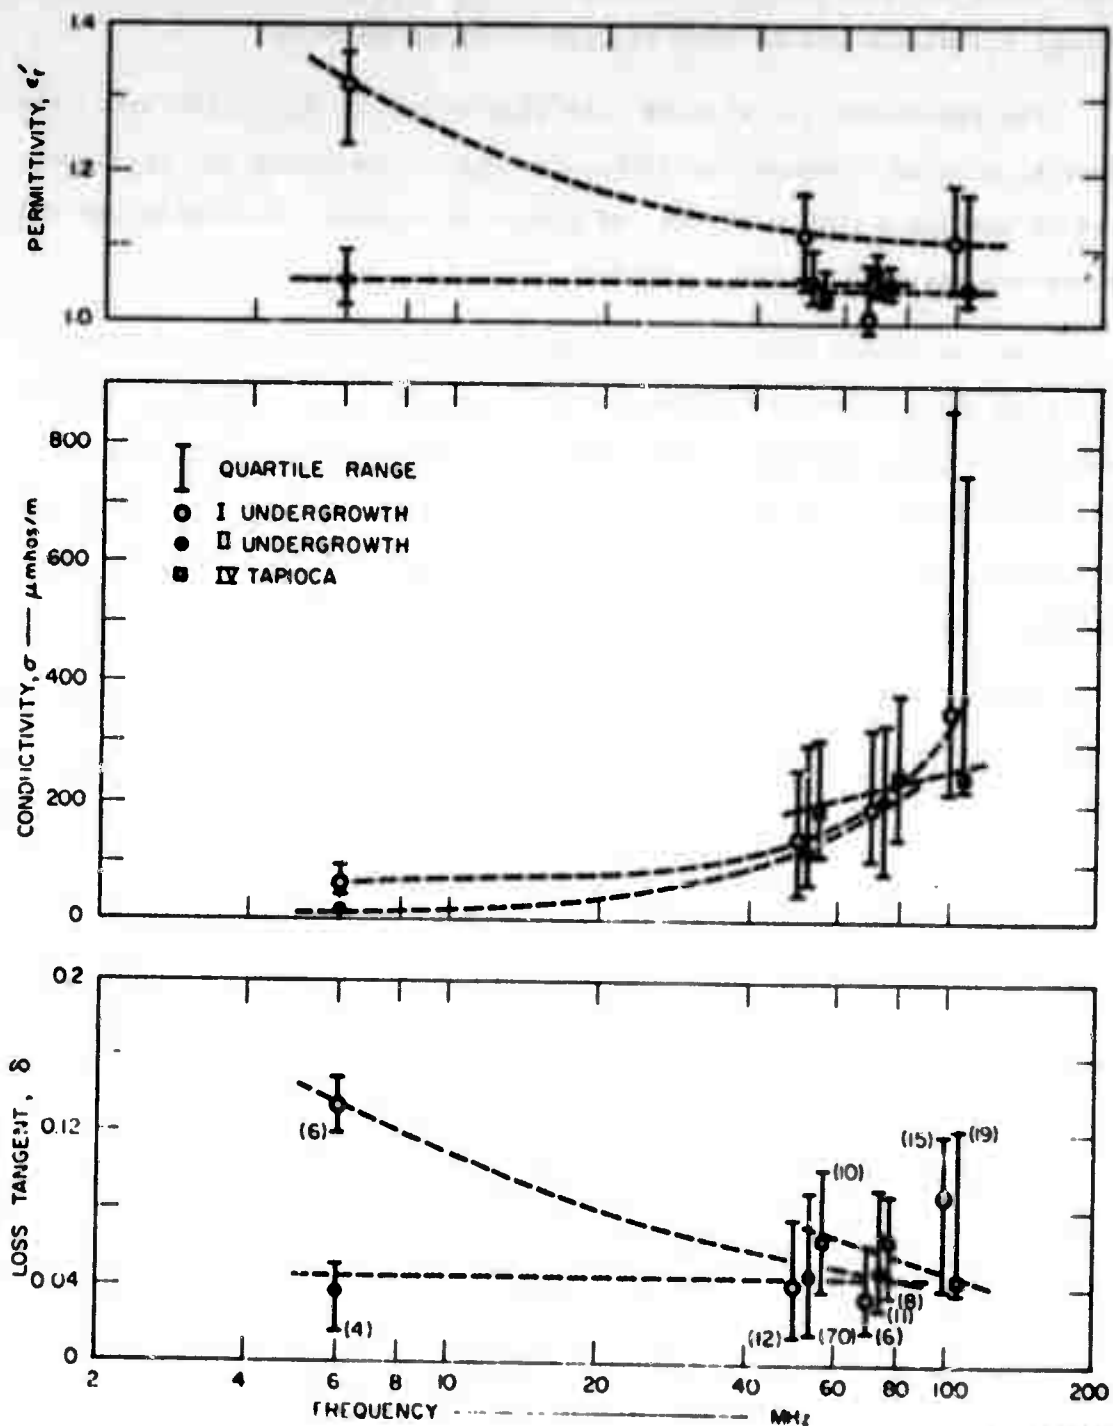 1.4
1.2
1.0
PERMITTIVITY, ε′r
800
600
400
200
0
CONDUCTIVITY, σ — μmhos/m
QUARTILE RANGE
I UNDERGROWTH
II UNDERGROWTH
IV TAPIOCA
0.2
0.12
0.04
0
LOSS TANGENT, δ
(6)
(4)
(10)
(15)
(19)
(12)
(70)
(6)
(8)
(11)
2 4 6 8 10 20 40 60 80 100 200
FREQUENCY — MHz